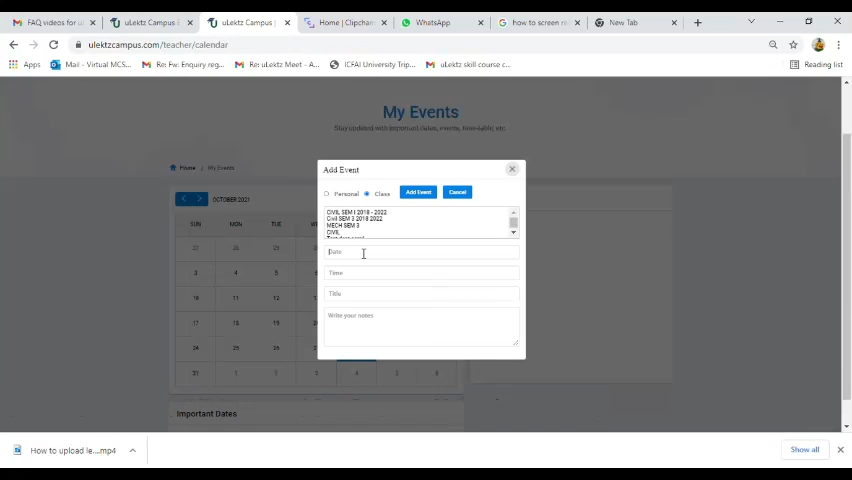 FAQ videos for ul
uLektz Campus i
uLektz Campus |
Home | Clipcham
WhatsApp
how to screen re
New Tab
ulektzcampus.com/teacher/calendar
Apps
Mail - Virtual MCS...
Re: Fw: Enquiry reg...
Re: uLektz Meet - A...
ICFAI University Trip...
uLektz skill course c...
Reading list
My Events
Stay updated with important dates, events, time-table, etc
Home / My Events
Add Event
Personal
Class
Add Event
Cancel
CIVIL SEM I 2018 - 2022
Civil SEM 3 2018 2022
MECH SEM 3
CIVIL
Date
Time
Title
Write your notes
OCTOBER 2021
SUN MON TUE
27 28
3 4 5
10 11 12
17 18 19
24 25 26
31 1 2 3 4 5 6
Important Dates
How to upload le....mp4
Show all